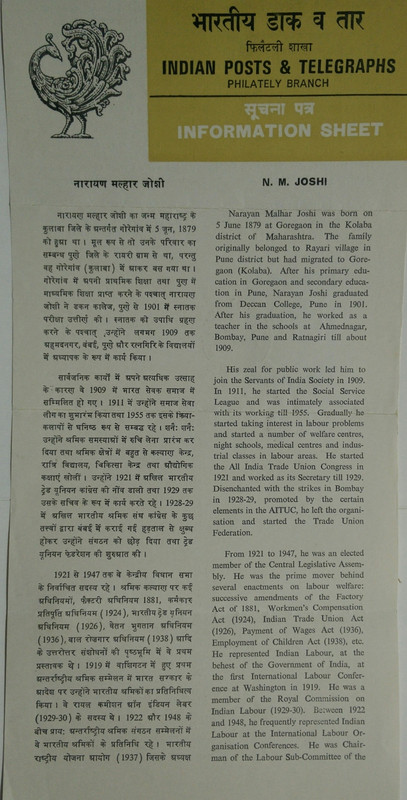 भारतीय डाक व तार
फिलैटली शाखा
INDIAN POSTS & TELEGRAPHS
PHILATELY BRANCH
सूचना पत्र
INFORMATION SHEET
नारायण मल्हार जोशी
नारायण मल्हार जोशी का जन्म महाराष्ट्र के
कुलाबा जिले के अन्तर्गत गोरेगांव में 5 जून, 1879
को हुआ था। मूल रूप से तो उनके परिवार का
सम्बन्ध पुणे जिले के रायरी ग्राम से था, परन्तु
वह गोरेगांव (कुलाबा) में आकर बस गया था।
गोरेगांव में अपनी प्राथमिक शिक्षा तथा पुणे में
माध्यमिक शिक्षा प्राप्त करने के पश्चात् नारायण
जोशी ने डक्कन कालेज, पुणे से 1901 में स्नातक
परीक्षा उत्तीर्ण की। स्नातक की उपाधि ग्रहण
करने के पश्चात् उन्होंने लगभग 1909 तक
अहमदनगर, बंबई, पुणे और रत्नागिरि के विद्यालयों
में अध्यापक के रूप में कार्य किया।
सार्वजनिक कार्यों में अपने अत्यधिक उत्साह
के कारण वे 1909 में भारत सेवक समाज में
सम्मिलित हो गए। 1911 में उन्होंने समाज सेवा
लीग का शुभारंभ किया तथा 1955 तक इसके क्रिया-
कलापों से घनिष्ठ रूप से सम्बद्ध रहे। शनैः शनैः
उन्होंने श्रमिक समस्याओं में रुचि लेना प्रारंभ कर
दिया तथा श्रमिक क्षेत्रों में बहुत से कल्याण केन्द्र,
रात्रि विद्यालय, चिकित्सा केन्द्र तथा औद्योगिक
कक्षाएं खोलीं। उन्होंने 1921 में अखिल भारतीय
ट्रेड यूनियन कांग्रेस की नींव डाली तथा 1929 तक
उसके सचिव के रूप में कार्य करते रहे। 1928-29
में अखिल भारतीय श्रमिक संघ कांग्रेस के कुछ
तत्वों द्वारा बंबई में कराई गई हड़ताल से क्षुब्ध
होकर उन्होंने संगठन को छोड़ दिया तथा ट्रेड
यूनियन फेडरेशन की शुरुआत की।
1921 से 1947 तक वे केन्द्रीय विधान सभा
के निर्वाचित सदस्य रहे। श्रमिक कल्याण पर कई
अधिनियमों, फैक्टरी अधिनियम 1881, कर्मकार
प्रतिपूर्ति अधिनियम (1924), भारतीय ट्रेड यूनियन
अधिनियम (1926), वेतन भुगतान अधिनियम
(1936), बाल रोजगार अधिनियम (1938) आदि
के उत्तरोत्तर संशोधनों की पृष्ठभूमि में वे प्रथम
प्रस्तावक थे। 1919 में वाशिंगटन में हुए प्रथम
अन्तर्राष्ट्रीय श्रमिक सम्मेलन में भारत सरकार के
आदेश पर उन्होंने भारतीय श्रमिकों का प्रतिनिधित्व
किया। वे रायल कमीशन ऑन इंडियन लेबर
(1929-30) के सदस्य थे। 1922 और 1948 के
बीच प्रायः अन्तर्राष्ट्रीय श्रमिक संगठन सम्मेलनों में
वे भारतीय श्रमिकों के प्रतिनिधि रहे। भारतीय
राष्ट्रीय योजना आयोग (1937) जिसके अध्यक्ष
N. M. JOSHI
Narayan Malhar Joshi was born on
5 June 1879 at Goregaon in the Kolaba
district of Maharashtra. The family
originally belonged to Rayari village in
Pune district but had migrated to Gore-
gaon (Kolaba). After his primary edu-
cation in Goregaon and secondary educa-
tion in Pune, Narayan Joshi graduated
from Deccan College, Pune in 1901.
After his graduation, he worked as a
teacher in the schools at Ahmednagar,
Bombay, Pune and Ratnagiri till about
1909.
His zeal for public work led him to
join the Servants of India Society in 1909.
In 1911, he started the Social Service
League and was intimately associated
with its working till 1955. Gradually he
started taking interest in labour problems
and started a number of welfare centres,
night schools, medical centres and indus-
trial classes in labour areas. He started
the All India Trade Union Congress in
1921 and worked as its Secretary till 1929.
Disenchanted with the strikes in Bombay
in 1928-29, promoted by the certain
elements in the AITUC, he left the organi-
sation and started the Trade Union
Federation.
From 1921 to 1947, he was an elected
member of the Central Legislative Assem-
bly. He was the prime mover behind
several enactments on labour welfare:
successive amendments of the Factory
Act of 1881, Workmen's Compensation
Act (1924), Indian Trade Union Act
(1926), Payment of Wages Act (1936),
Employment of Children Act (1938), etc.
He represented Indian Labour, at the
behest of the Government of India, at
the first International Labour Confer-
ence at Washington in 1919. He was a
member of the Royal Commission on
Indian Labour (1929-30). Between 1922
and 1948, he frequently represented Indian
Labour at the International Labour Or-
ganisation Conferences. He was Chair-
man of the Labour Sub-Committee of the